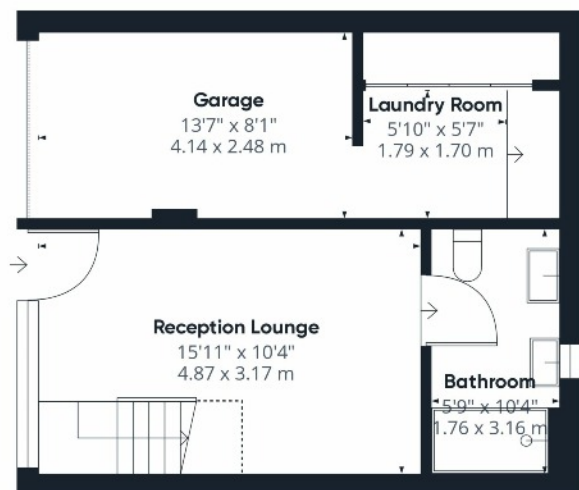 Garage
13'7" x 8'1"
4.14 x 2.48 m
Laundry Room
5'10" x 5'7"
1.79 x 1.70 m
Reception Lounge
15'11" x 10'4"
4.87 x 3.17 m
Bathroom
5'9" x 10'4"
1.76 x 3.16 m